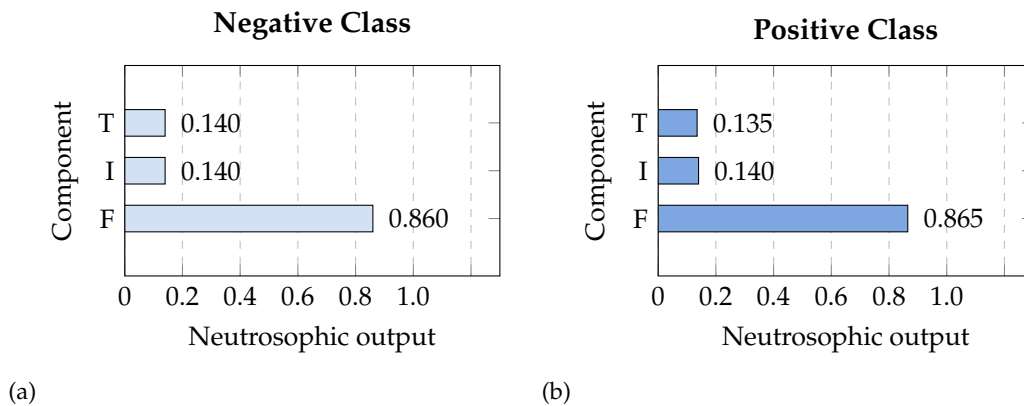 Negative Class
Component
T
0.140
I
0.140
F
0.860
0 0.2 0.4 0.6 0.8 1.0
Neutrosophic output
(a)
Positive Class
Component
T
0.135
I
0.140
F
0.865
0 0.2 0.4 0.6 0.8 1.0
Neutrosophic output
(b)